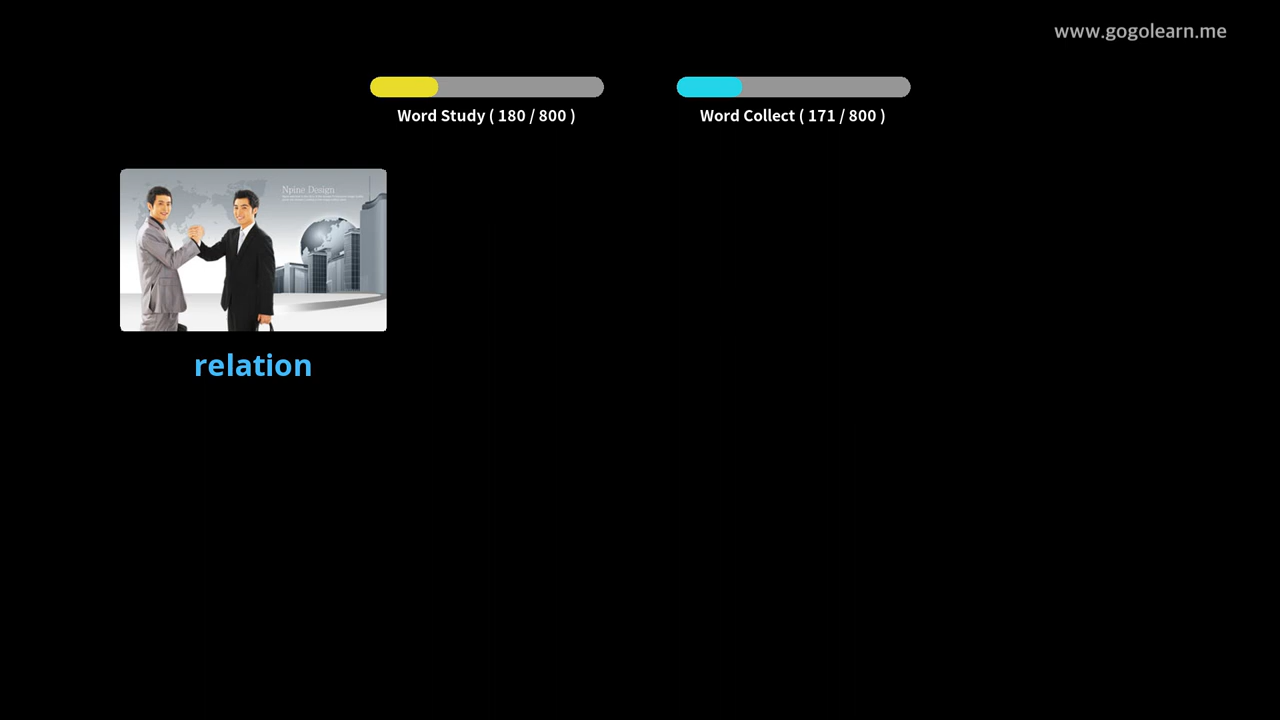 www.gogolearn.me
Word Study ( 180 / 800 )
Word Collect ( 171 / 800 )
Npine Design
relation